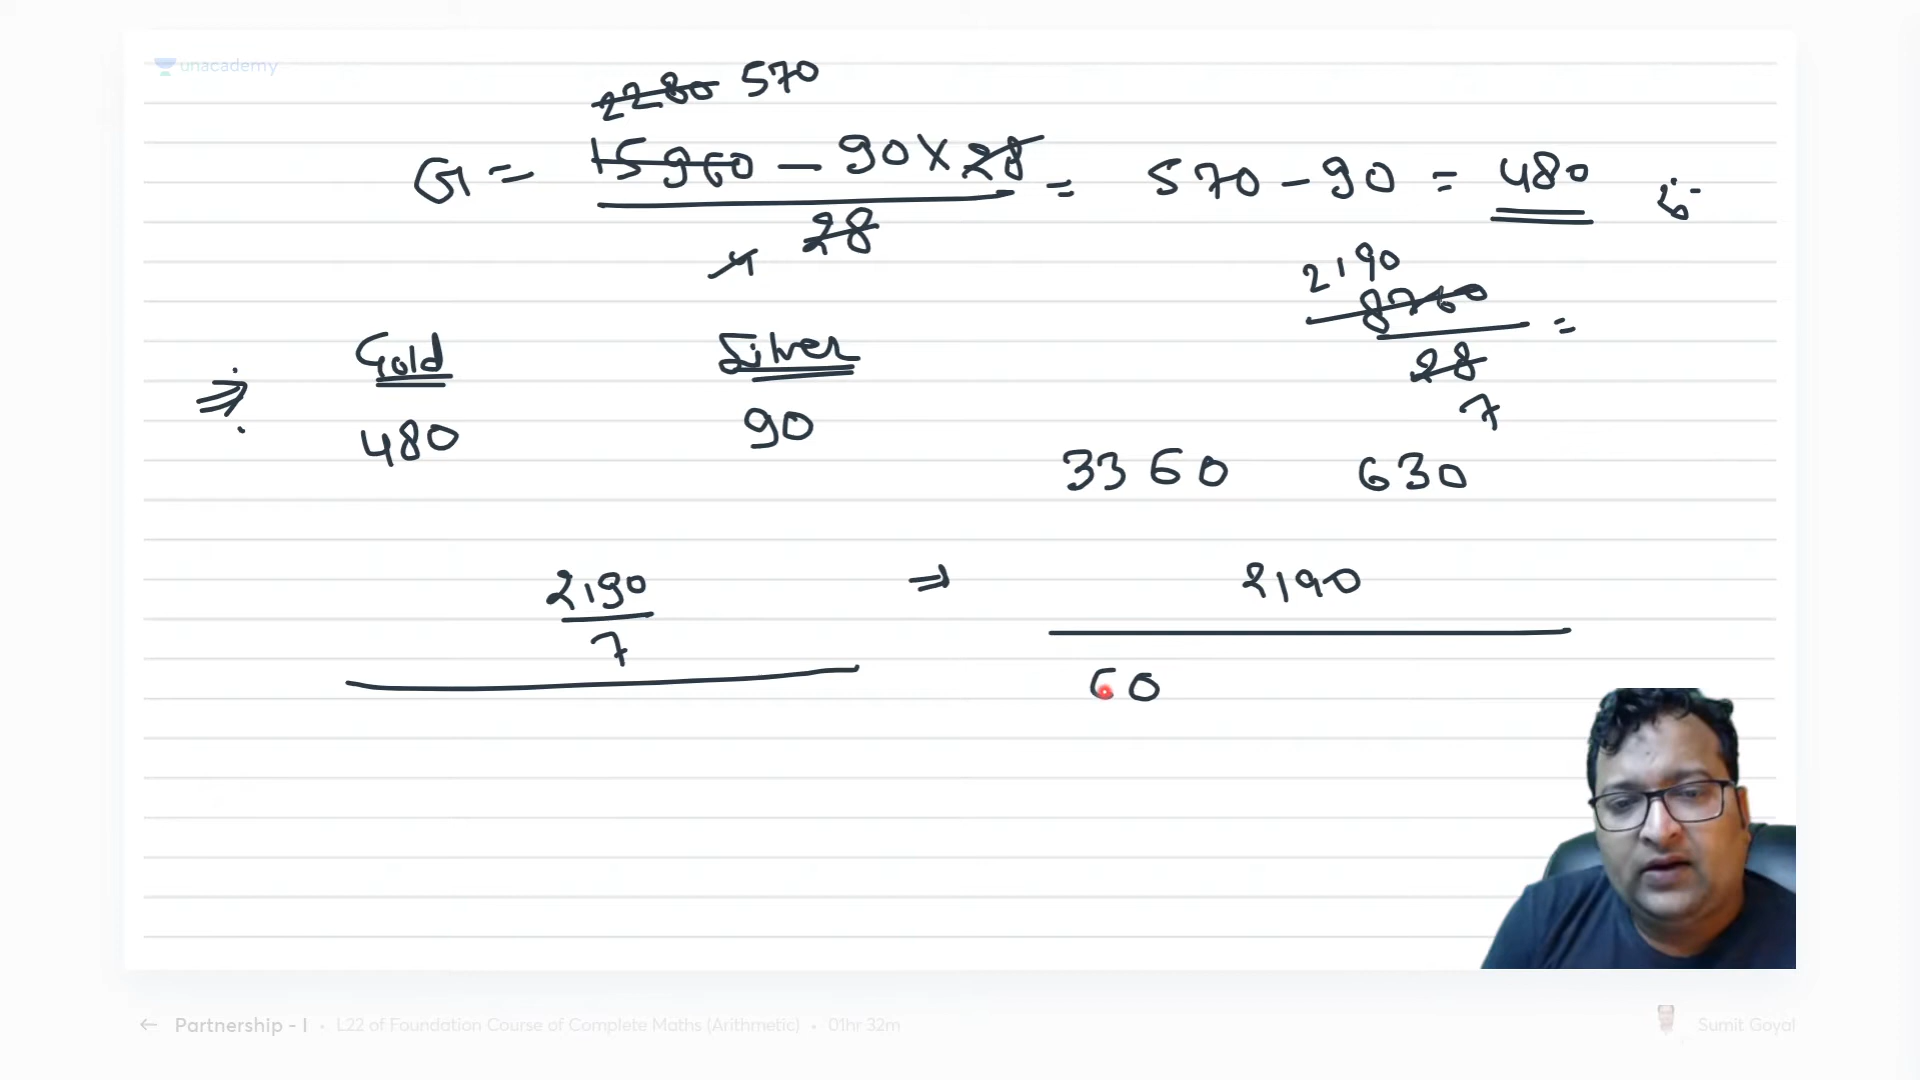 unacademy
2280 570
G = 15960 - 90 X 28 = 570 - 90 = 480
4 28
2190
8760 =
28
7
Gold Silver
480 90
3360 630
2190 ⇒ 2190
7
60
← Partnership - I • L22 of Foundation Course of Complete Maths (Arithmetic) • 01hr 32m
Sumit Goyal